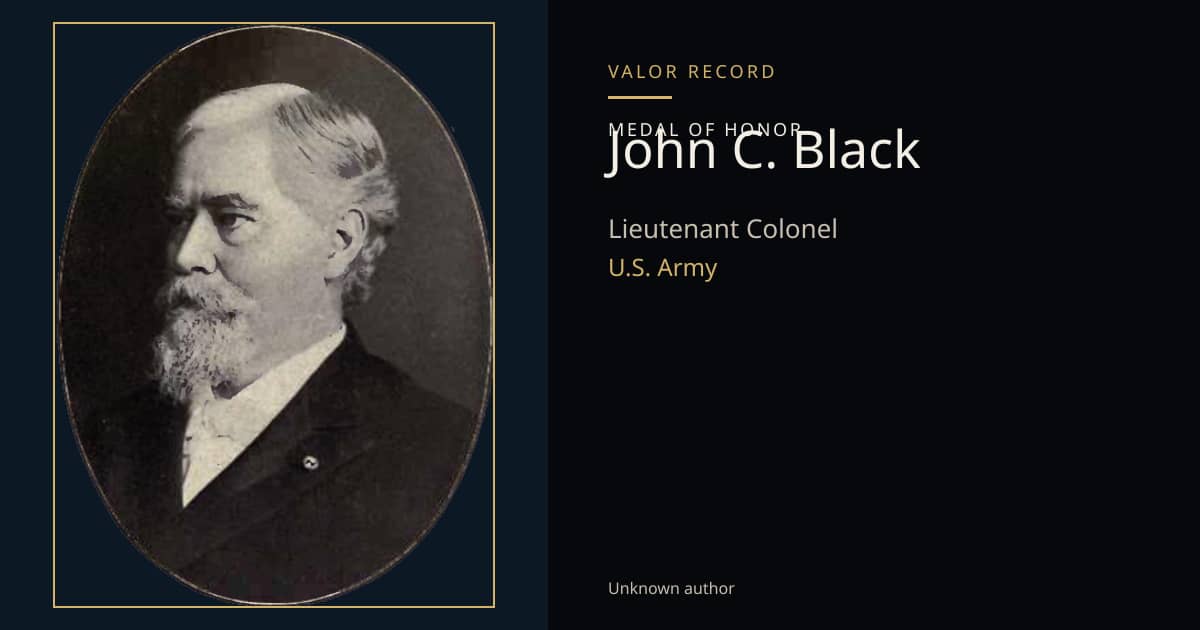 VALOR RECORD
MEDAL OF HONOR
John C. Black
Lieutenant Colonel
U.S. Army
Unknown author